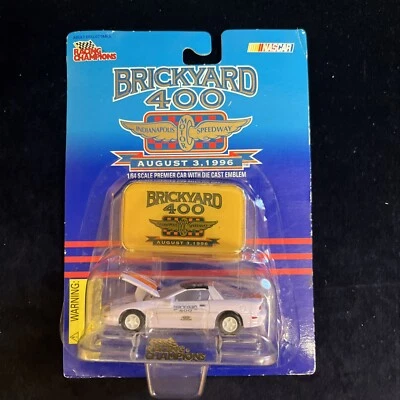 RACING
CHAMPIONS
NASCAR
BRICKYARD
400
INDIANAPOLIS MOTOR SPEEDWAY
AUGUST 3, 1996
1/64 SCALE PREMIER CAR WITH DIE CAST EMBLEM
BRICKYARD
400
AUGUST 3, 1996
WARNING:
BRICKYARD
CHAMPIONS